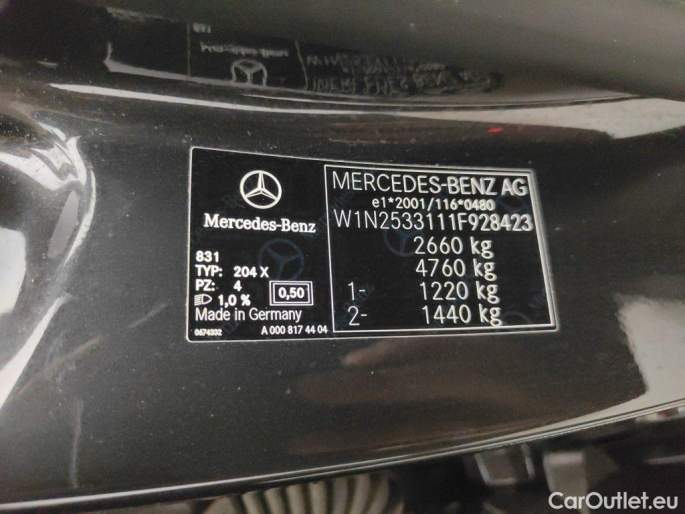 Mercedes-Benz
831
TYP: 204 X
PZ: 4
1,0 % 0,50
Made in Germany
0574332 A 000 817 44 04
MERCEDES-BENZ AG
e1*2001/116*0480
W1N2533111F928423
2660 kg
4760 kg
1- 1220 kg
2- 1440 kg
CarOutlet.eu